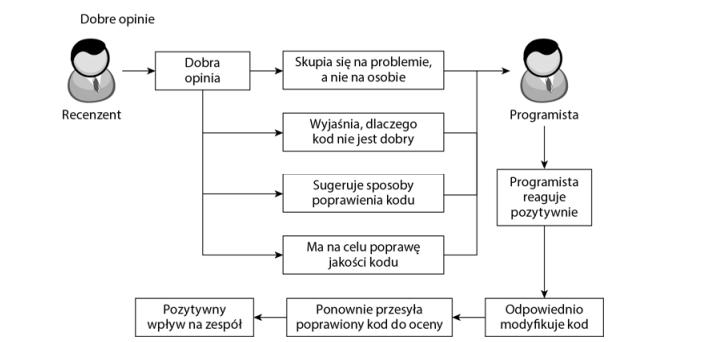 Dobre opinie
Recenzent
Dobra
opinia
Skupia się na problemie,
a nie na osobie
Wyjaśnia, dlaczego
kod nie jest dobry
Sugeruje sposoby
poprawienia kodu
Ma na celu poprawę
jakości kodu
Programista
Programista
reaguje
pozytywnie
Odpowiednio
modyfikuje kod
Ponownie przesyła
poprawiony kod do oceny
Pozytywny
wpływ na zespół